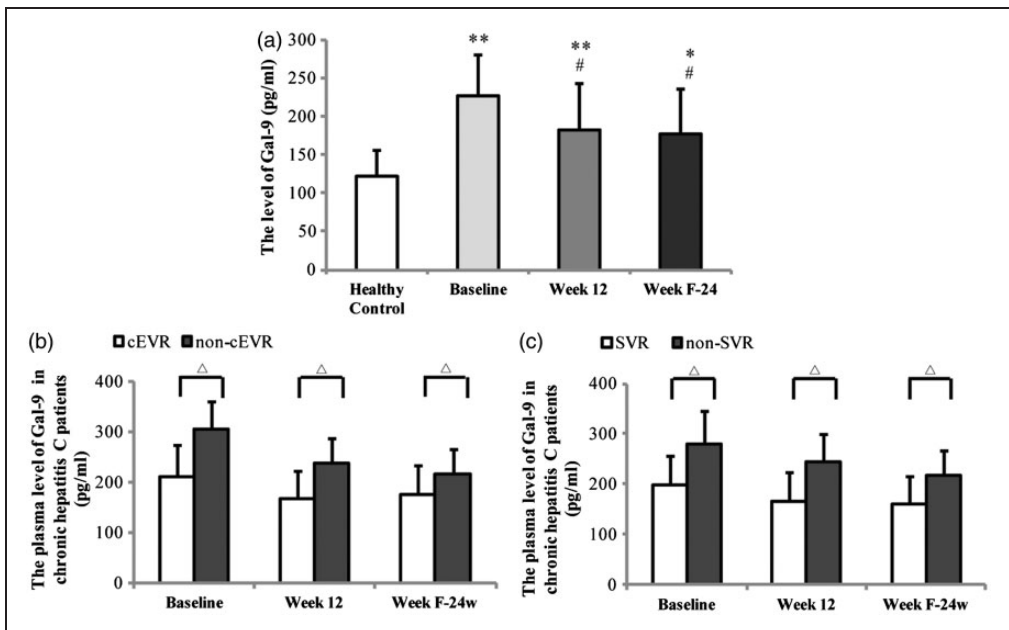 (a)
The level of Gal-9 (pg/ml)
300
250
200
150
100
50
0
**
**
#
*
#
Healthy
Control
Baseline
Week 12
Week F-24
(b)
cEVR
non-cEVR
The plasma level of Gal-9 in
chronic hepatitis C patients
(pg/ml)
400
300
200
100
0
△
△
△
Baseline
Week 12
Week F-24w
(c)
SVR
non-SVR
The plasma level of Gal-9 in
chronic hepatitis C patients
(pg/ml)
400
300
200
100
0
△
△
△
Baseline
Week 12
Week F-24w